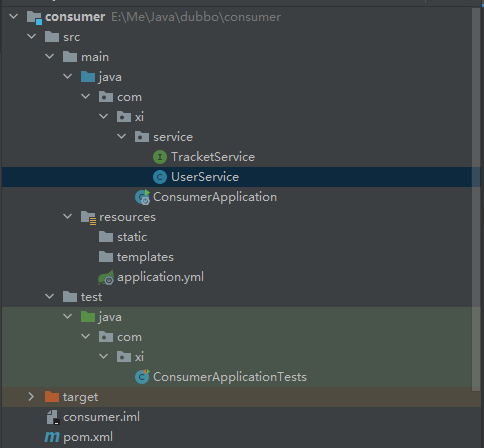 consumer E:\Me\Java\dubbo\consumer
src
main
java
com
xi
service
I TracketService
C UserService
ConsumerApplication
resources
static
templates
application.yml
test
java
com
xi
ConsumerApplicationTests
target
consumer.iml
m pom.xml